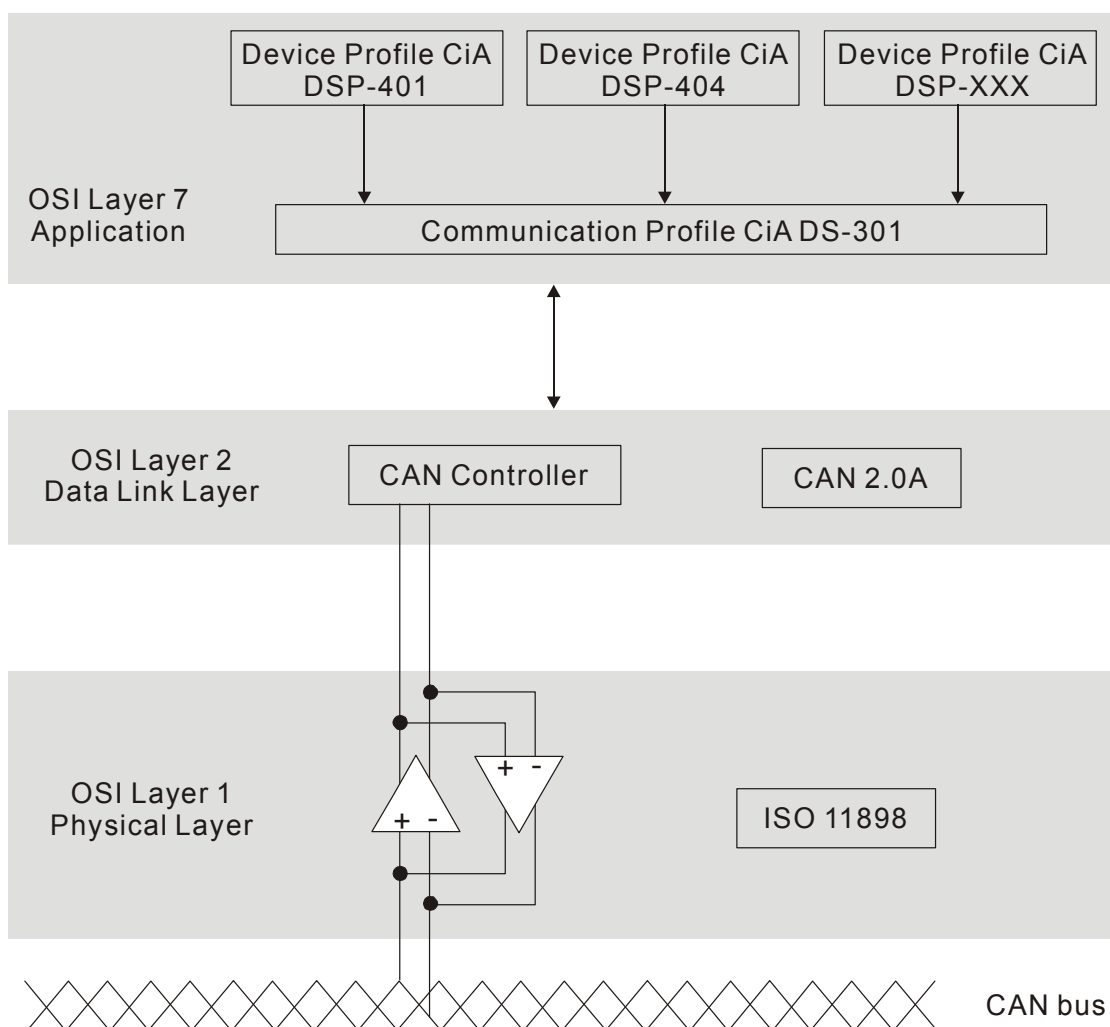 Device Profile CiA
DSP-401
Device Profile CiA
DSP-404
Device Profile CiA
DSP-XXX
OSI Layer 7
Application
Communication Profile CiA DS-301
OSI Layer 2
Data Link Layer
CAN Controller
CAN 2.0A
+ -
OSI Layer 1
Physical Layer
+ -
ISO 11898
CAN bus